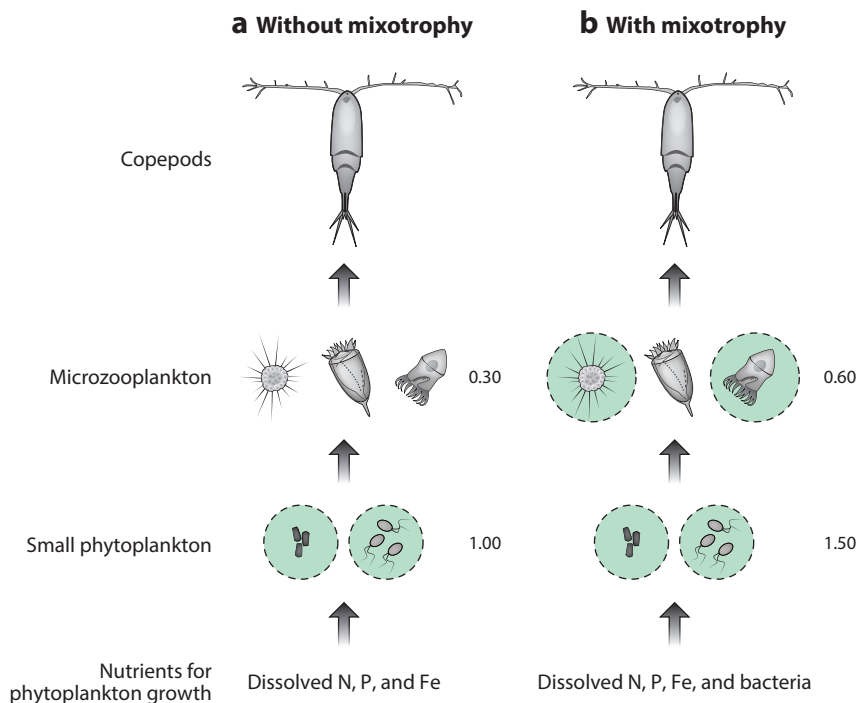 a Without mixotrophy
b With mixotrophy
Copepods
Microzooplankton
0.30
0.60
Small phytoplankton
1.00
1.50
Nutrients for
phytoplankton growth
Dissolved N, P, and Fe
Dissolved N, P, Fe, and bacteria